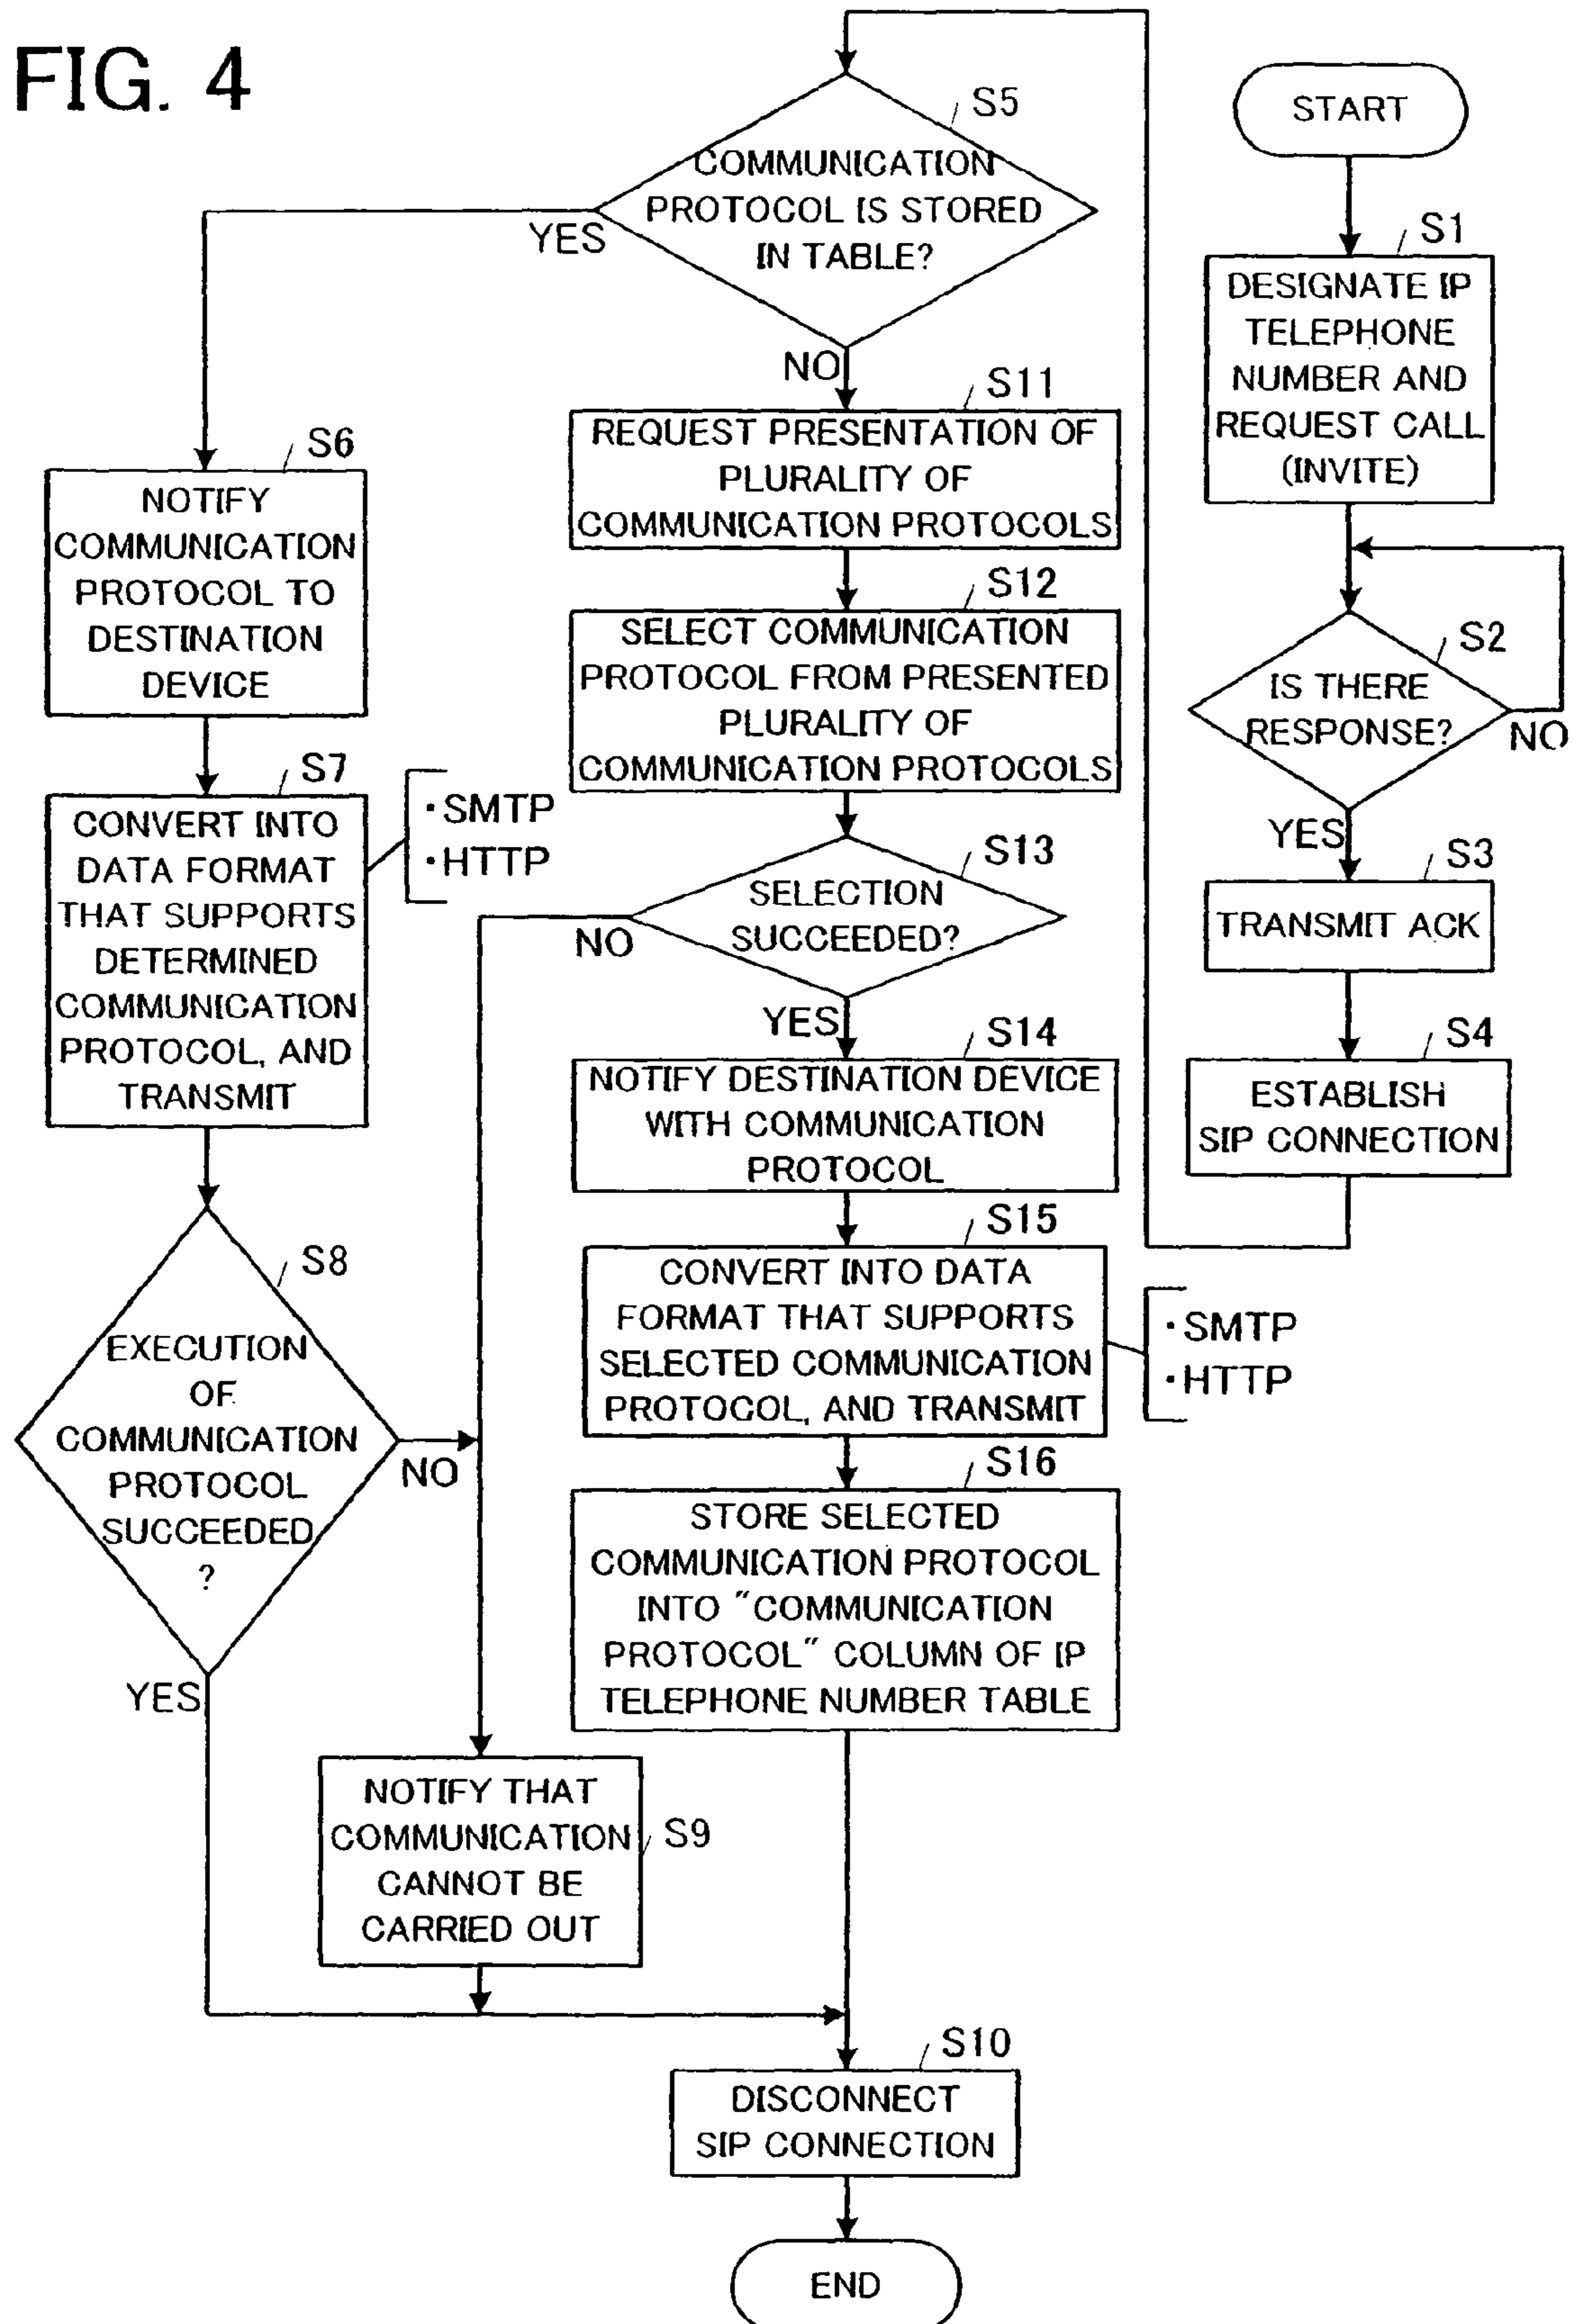 FIG. 4
START
S1
DESIGNATE IP
TELEPHONE
NUMBER AND
REQUEST CALL
(INVITE)
S2
IS THERE
RESPONSE?
NO
YES
S3
TRANSMIT ACK
S4
ESTABLISH
SIP CONNECTION
S5
COMMUNICATION
PROTOCOL IS STORED
IN TABLE?
YES
NO
S6
NOTIFY
COMMUNICATION
PROTOCOL TO
DESTINATION
DEVICE
S7
CONVERT INTO
DATA FORMAT
THAT SUPPORTS
DETERMINED
COMMUNICATION
PROTOCOL, AND
TRANSMIT
・SMTP
・HTTP
S8
EXECUTION
OF
COMMUNICATION
PROTOCOL
SUCCEEDED
?
NO
YES
S9
NOTIFY THAT
COMMUNICATION
CANNOT BE
CARRIED OUT
S11
REQUEST PRESENTATION OF
PLURALITY OF
COMMUNICATION PROTOCOLS
S12
SELECT COMMUNICATION
PROTOCOL FROM PRESENTED
PLURALITY OF
COMMUNICATION PROTOCOLS
S13
SELECTION
SUCCEEDED?
NO
YES
S14
NOTIFY DESTINATION DEVICE
WITH COMMUNICATION
PROTOCOL
S15
CONVERT INTO DATA
FORMAT THAT SUPPORTS
SELECTED COMMUNICATION
PROTOCOL, AND TRANSMIT
・SMTP
・HTTP
S16
STORE SELECTED
COMMUNICATION PROTOCOL
INTO "COMMUNICATION
PROTOCOL" COLUMN OF IP
TELEPHONE NUMBER TABLE
S10
DISCONNECT
SIP CONNECTION
END